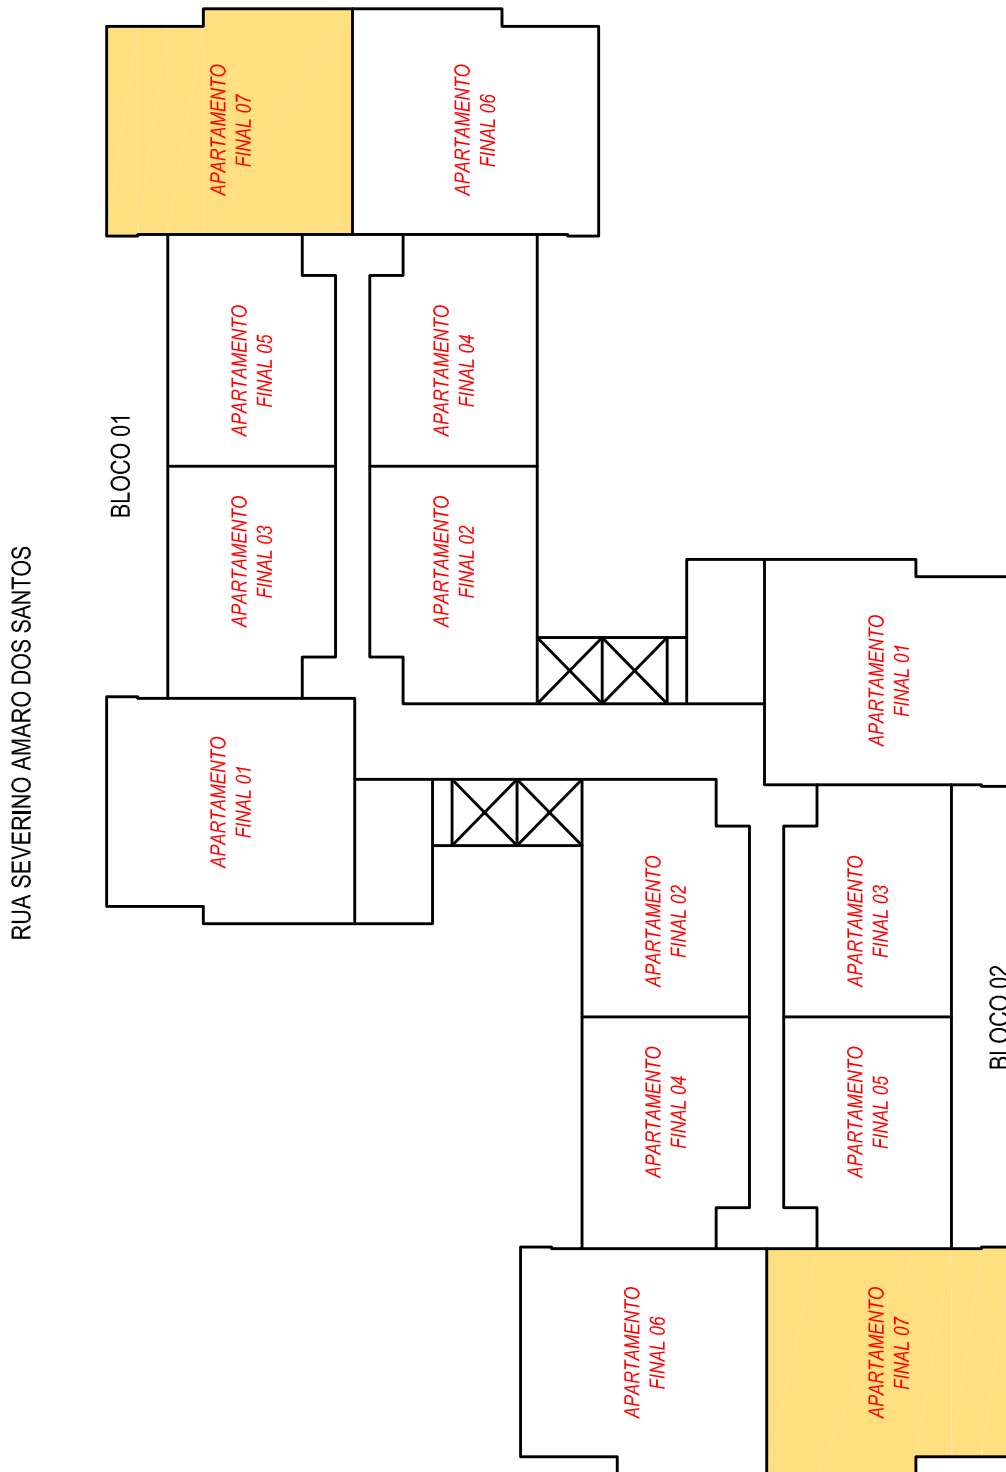 RUA SEVERINO AMARO DOS SANTOS
BLOCO 01
APARTAMENTO
FINAL 07
APARTAMENTO
FINAL 06
APARTAMENTO
FINAL 05
APARTAMENTO
FINAL 04
APARTAMENTO
FINAL 03
APARTAMENTO
FINAL 02
APARTAMENTO
FINAL 01
APARTAMENTO
FINAL 01
APARTAMENTO
FINAL 02
APARTAMENTO
FINAL 03
APARTAMENTO
FINAL 04
APARTAMENTO
FINAL 05
APARTAMENTO
FINAL 06
APARTAMENTO
FINAL 07
BLOCO 02